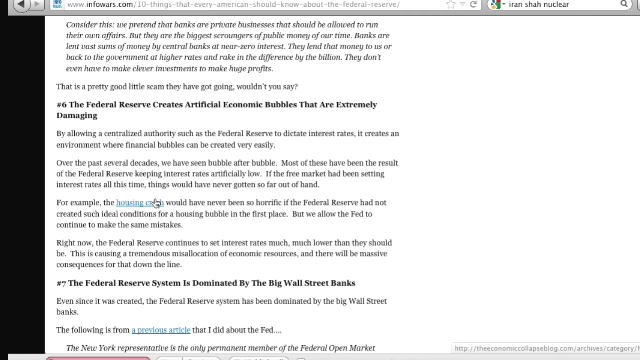 www.infowars.com/10-things-that-every-american-should-know-about-the-federal-reserve/
iran shah nuclear
Consider this: we pretend that banks are private businesses that should be allowed to run
their own affairs. But they are the biggest scroungers of public money of our time. Banks are
lent vast sums of money by central banks at near-zero interest. They lend that money to us or
back to the government at higher rates and rake in the difference by the billion. They don't
even have to make clever investments to make huge profits.
That is a pretty good little scam they have got going, wouldn't you say?
#6 The Federal Reserve Creates Artificial Economic Bubbles That Are Extremely
Damaging
By allowing a centralized authority such as the Federal Reserve to dictate interest rates, it creates an
environment where financial bubbles can be created very easily.
Over the past several decades, we have seen bubble after bubble. Most of these have been the result
of the Federal Reserve keeping interest rates artificially low. If the free market had been setting
interest rates all this time, things would have never gotten so far out of hand.
For example, the housing crash would have never been so horrific if the Federal Reserve had not
created such ideal conditions for a housing bubble in the first place. But we allow the Fed to
continue to make the same mistakes.
Right now, the Federal Reserve continues to set interest rates much, much lower than they should
be. This is causing a tremendous misallocation of economic resources, and there will be massive
consequences for that down the line.
#7 The Federal Reserve System Is Dominated By The Big Wall Street Banks
Even since it was created, the Federal Reserve system has been dominated by the big Wall Street
banks.
The following is from a previous article that I did about the Fed....
The New York representative is the only permanent member of the Federal Open Market
http://theeconomiccollapseblog.com/archives/category/